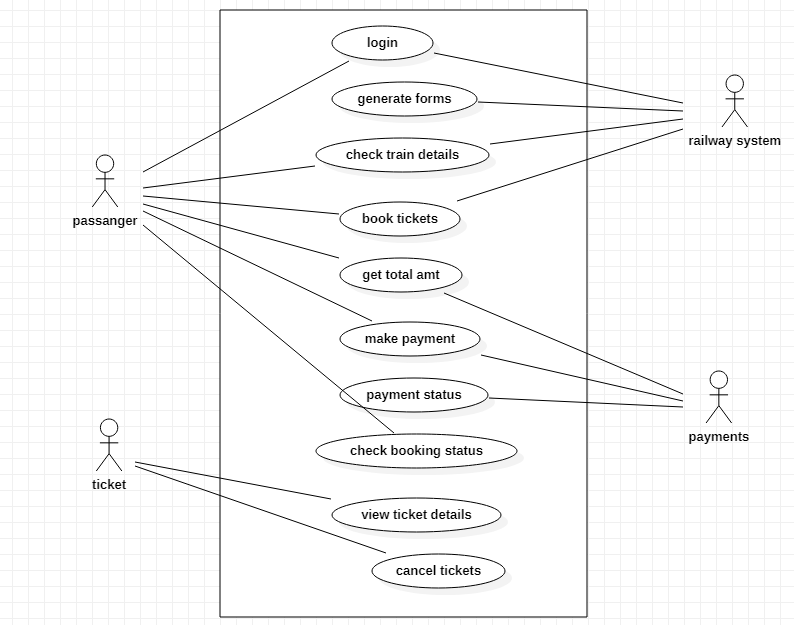 login
generate forms
railway system
check train details
passanger
book tickets
get total amt
make payment
payment status
payments
check booking status
ticket
view ticket details
cancel tickets